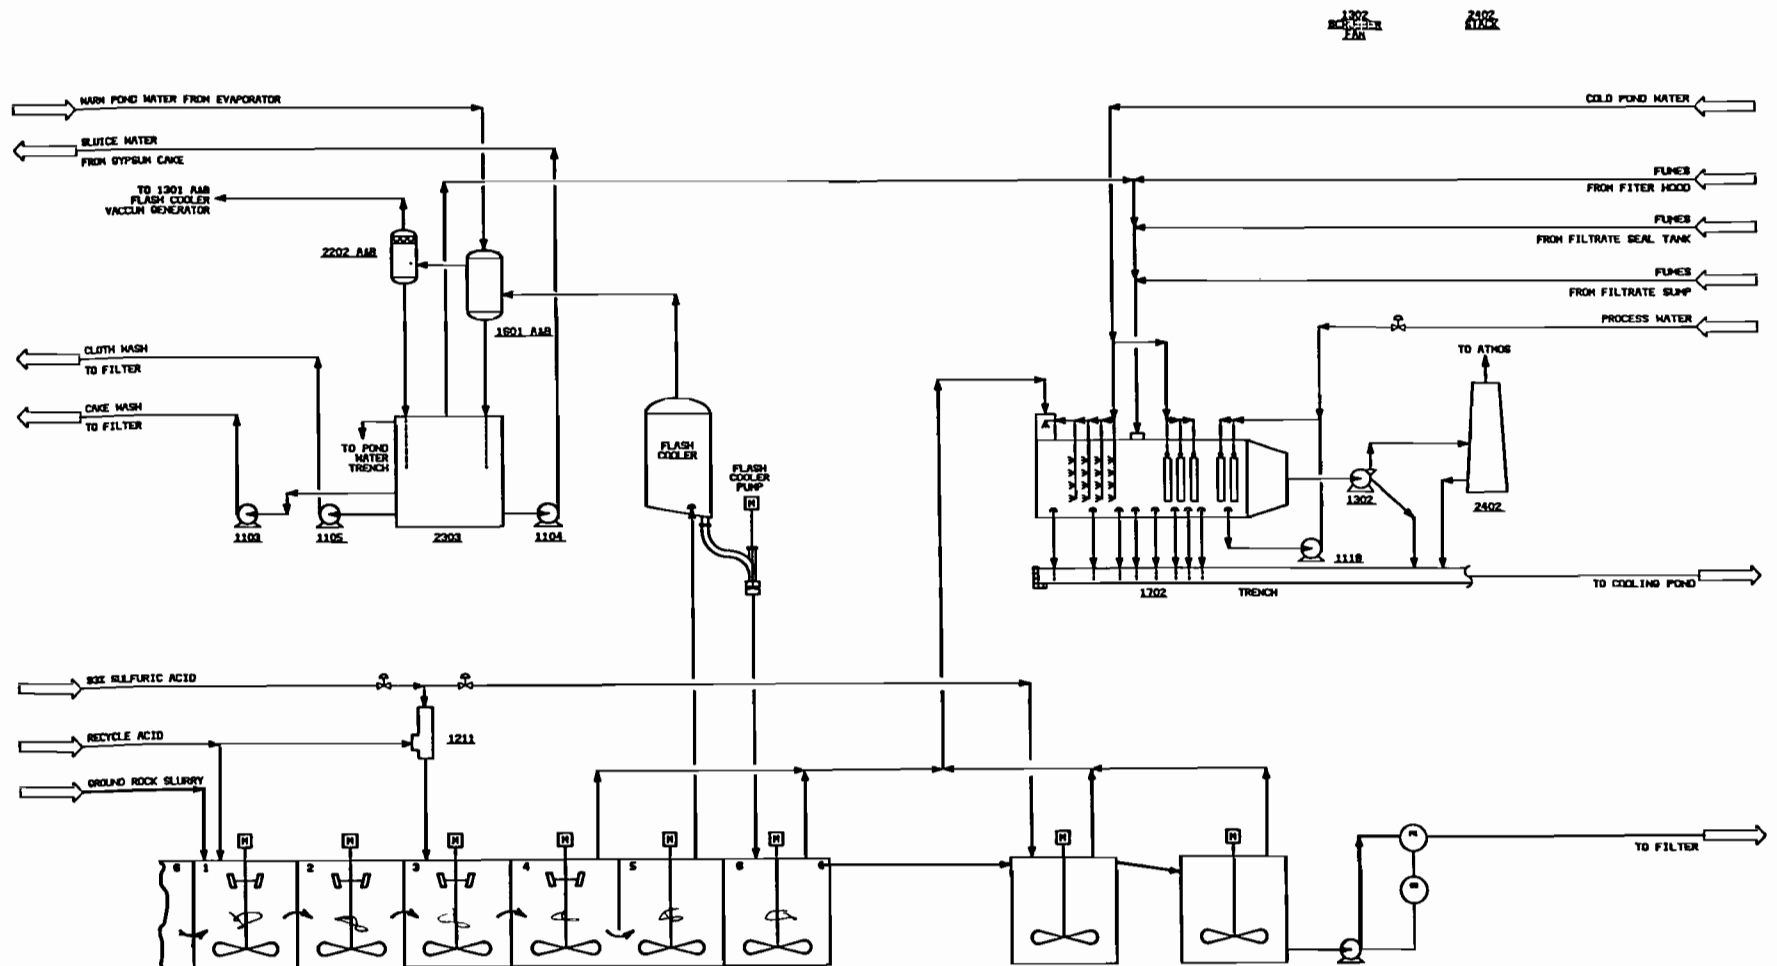 1302
SCRUBBER
FAN
2402
STACK
WARM POND WATER FROM EVAPORATOR
COLD POND WATER
SLUICE WATER
FROM GYPSUM CAKE
TO 1301 A&B
FLASH COOLER
VACCUM GENERATOR
FUMES
FROM FITER HOOD
FUMES
FROM FILTRATE SEAL TANK
2202 A&B
FUMES
FROM FILTRATE SUMP
1801 A&B
PROCESS WATER
CLOTH WASH
TO FILTER
TO ATMOS
CAKE WASH
TO FILTER
TO POND
WATER
TRENCH
FLASH
COOLER
FLASH
COOLER
PUMP
M
1103
1105
2303
1104
1302
2402
1118
1702
TRENCH
TO COOLING POND
93% SULFURIC ACID
RECYCLE ACID
1211
GROUND ROCK SLURRY
M
M
M
M
M
M
M
M
TO FILTER
6
1
2
3
4
5
6